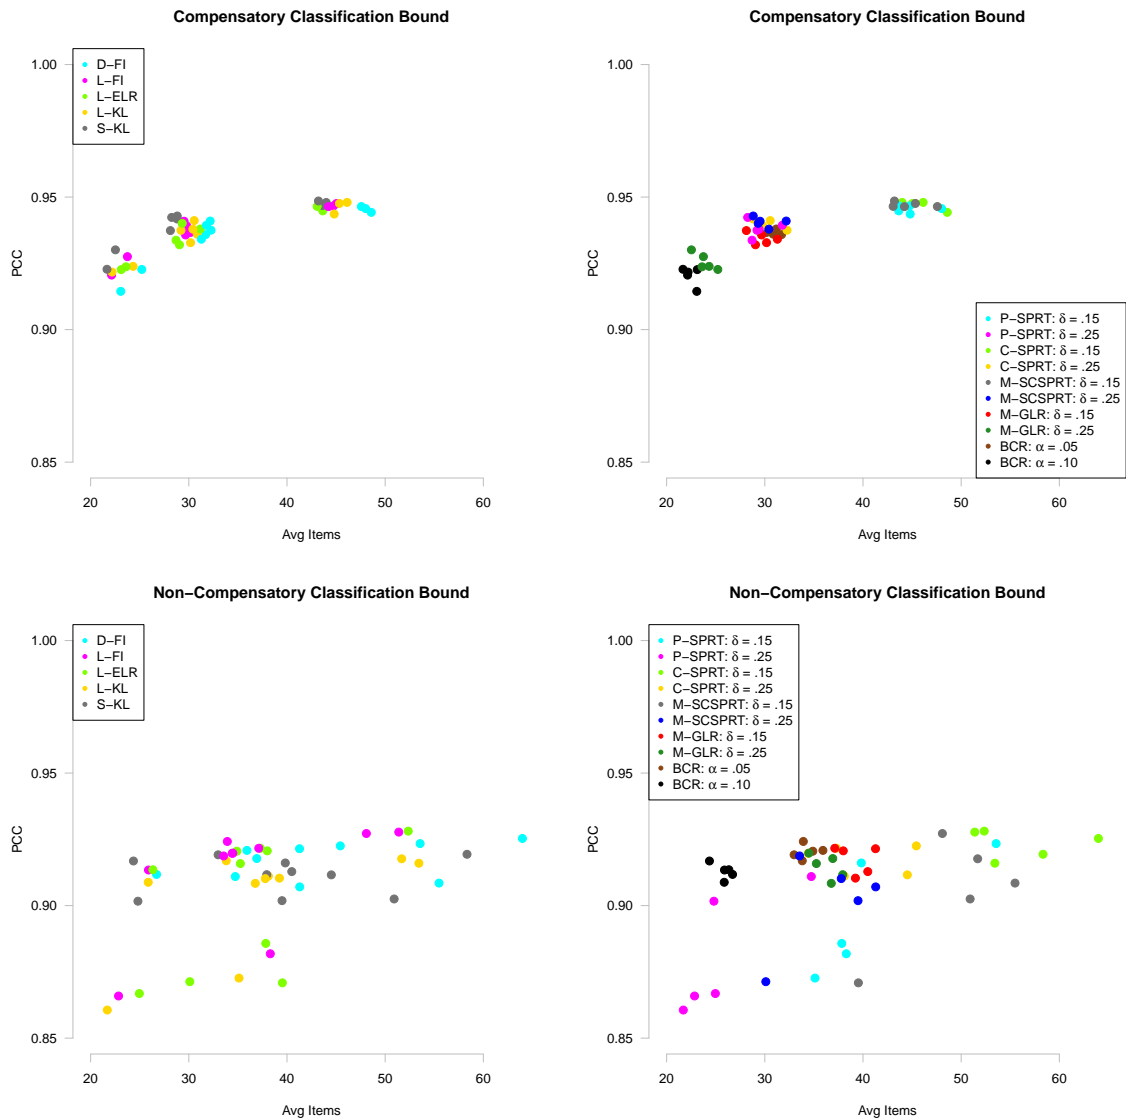 Compensatory Classification Bound
D−FI
L−FI
L−ELR
L−KL
S−KL
1.00
0.95
0.90
0.85
PCC
20 30 40 50 60
Avg Items
Compensatory Classification Bound
1.00
0.95
0.90
0.85
PCC
P−SPRT: δ = .15
P−SPRT: δ = .25
C−SPRT: δ = .15
C−SPRT: δ = .25
M−SCSPRT: δ = .15
M−SCSPRT: δ = .25
M−GLR: δ = .15
M−GLR: δ = .25
BCR: α = .05
BCR: α = .10
20 30 40 50 60
Avg Items
Non−Compensatory Classification Bound
D−FI
L−FI
L−ELR
L−KL
S−KL
1.00
0.95
0.90
0.85
PCC
20 30 40 50 60
Avg Items
Non−Compensatory Classification Bound
P−SPRT: δ = .15
P−SPRT: δ = .25
C−SPRT: δ = .15
C−SPRT: δ = .25
M−SCSPRT: δ = .15
M−SCSPRT: δ = .25
M−GLR: δ = .15
M−GLR: δ = .25
BCR: α = .05
BCR: α = .10
1.00
0.95
0.90
0.85
PCC
20 30 40 50 60
Avg Items